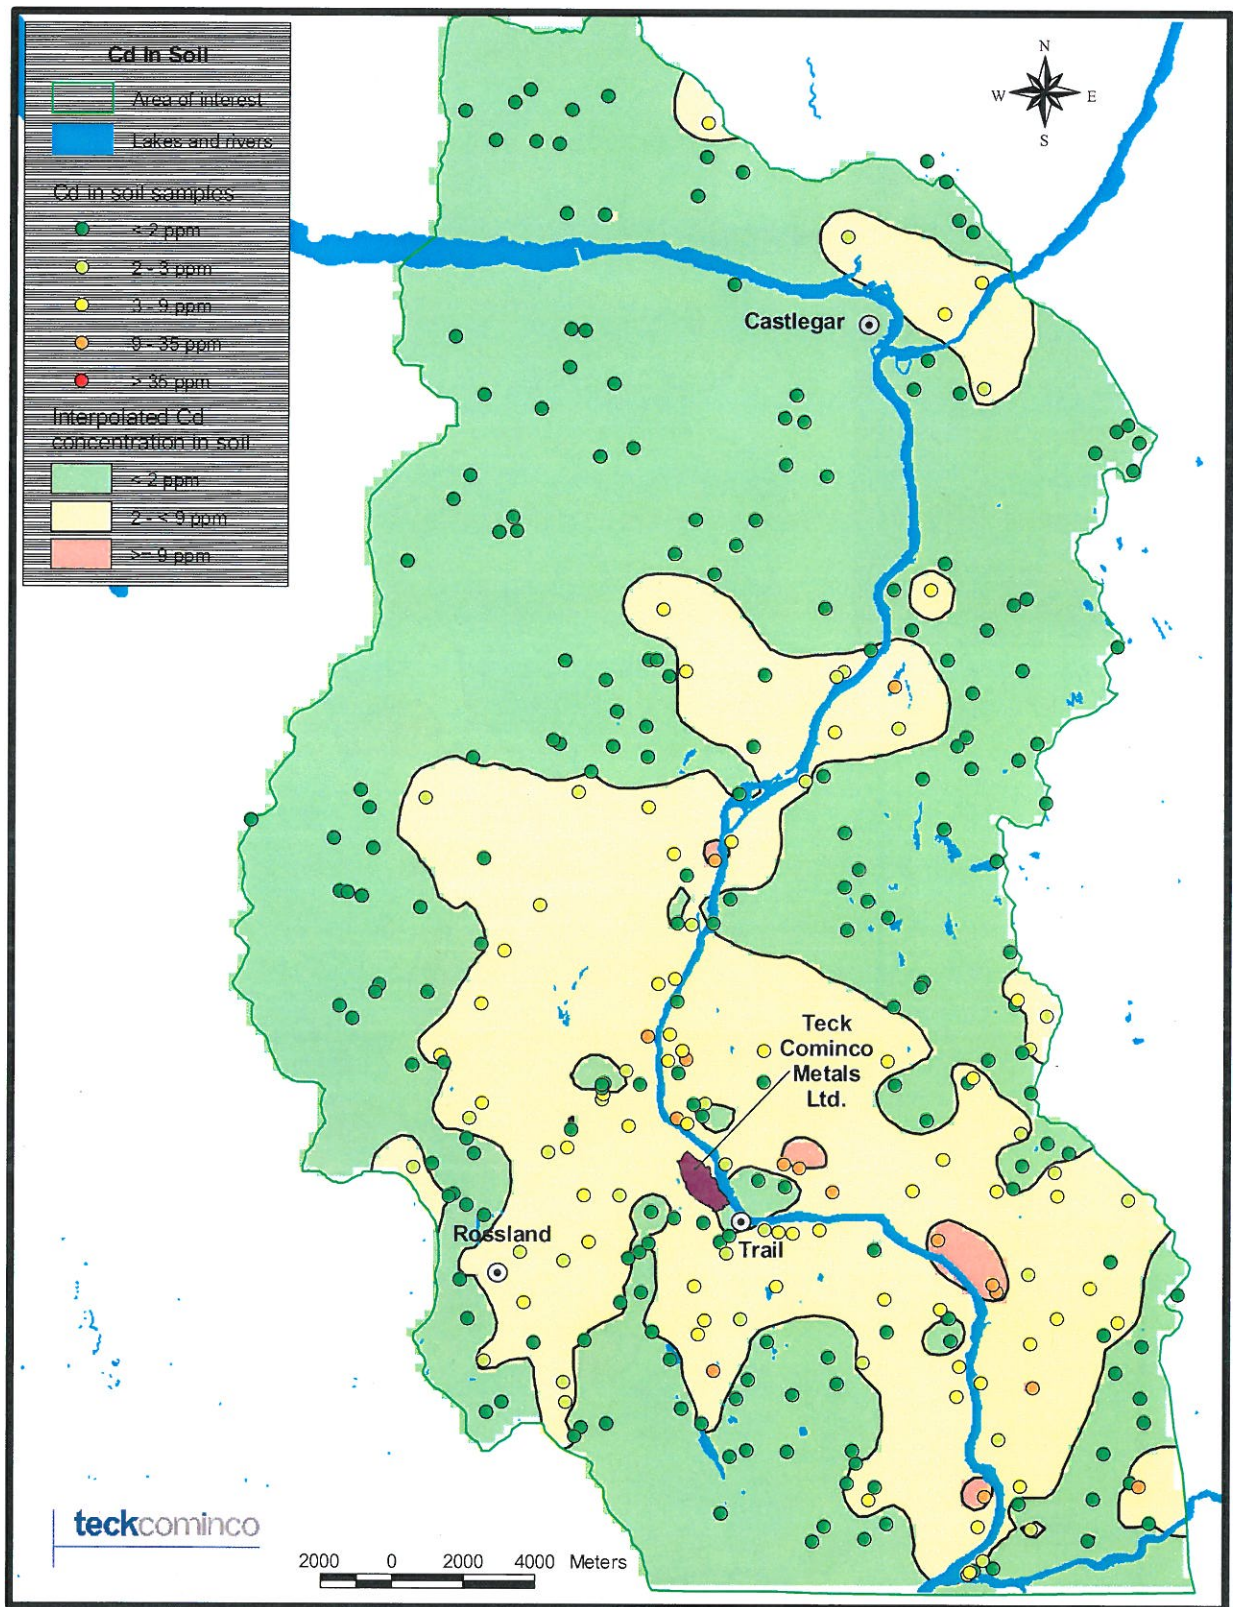 Cd In Soil
Area of interest
Lakes and rivers
Cd in soil samples
< 2 ppm
2 - 3 ppm
3 - 9 ppm
9 - 35 ppm
> 35 ppm
Interpolated Cd
concentration in soil
< 2 ppm
2 - < 9 ppm
>= 9 ppm
N
W
E
S
Castlegar
Teck
Cominco
Metals
Ltd.
Rossland
Trail
teckcominco
2000 0 2000 4000 Meters